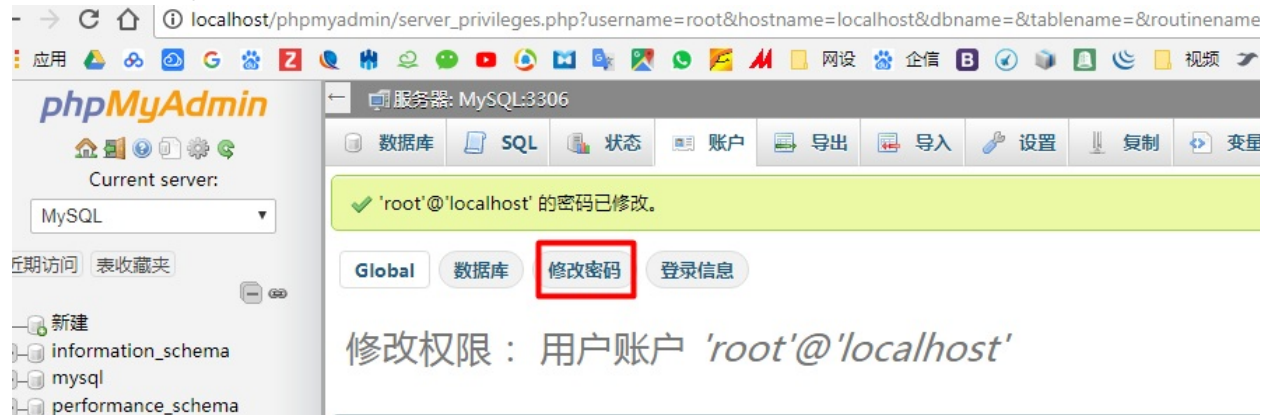 localhost/phpmyadmin/server_privileges.php?username=root&hostname=localhost&dbname=&tablename=&routinename
应用 网设 企信 视频
phpMyAdmin
服务器: MySQL:3306
数据库 SQL 状态 账户 导出 导入 设置 复制 变量
Current server:
MySQL
'root'@'localhost' 的密码已修改。
近期访问 表收藏夹
Global 数据库 修改密码 登录信息
新建
information_schema
修改权限： 用户账户 'root'@'localhost'
mysql
performance_schema